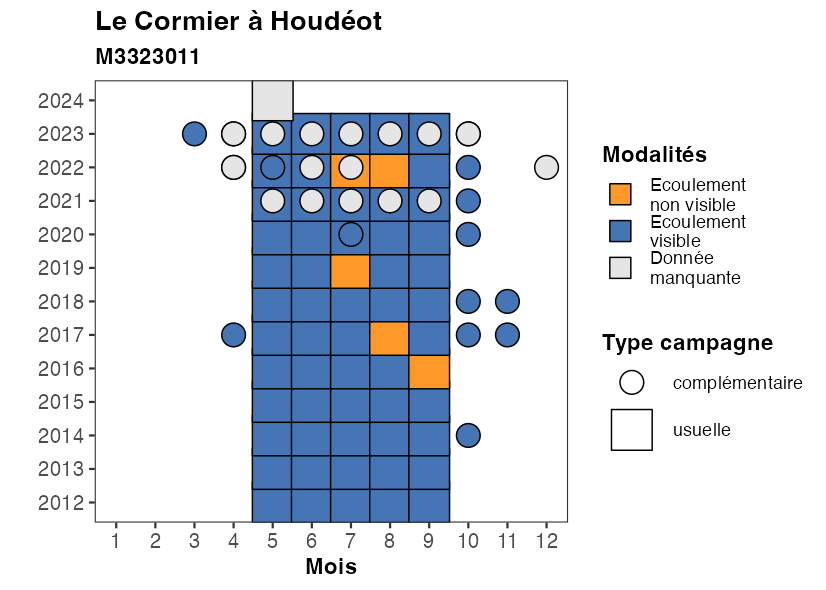 Le Cormier à Houdéot
M3323011
2024
2023
2022
2021
2020
2019
2018
2017
2016
2015
2014
2013
2012
1 2 3 4 5 6 7 8 9 10 11 12
Mois
Modalités
Ecoulement
non visible
Ecoulement
visible
Donnée
manquante
Type campagne
complémentaire
usuelle